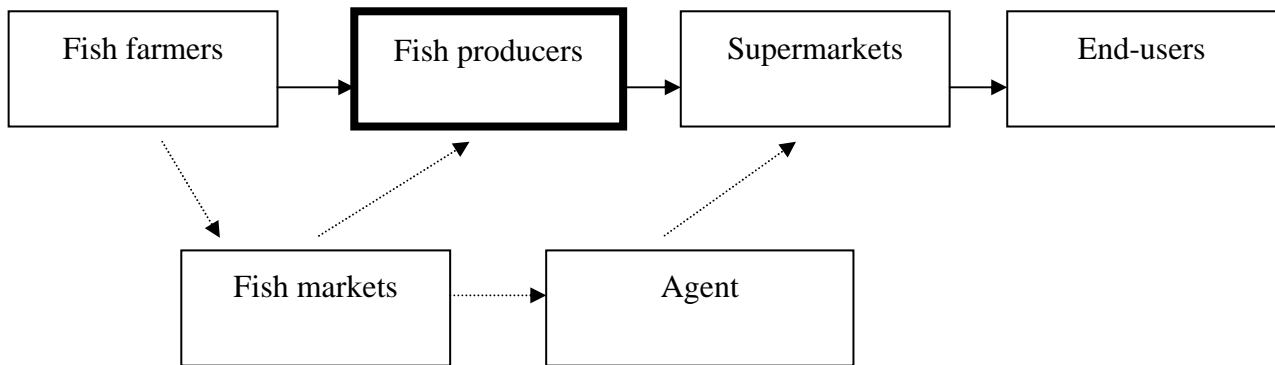 Fish farmers
Fish producers
Supermarkets
End-users
Fish markets
Agent